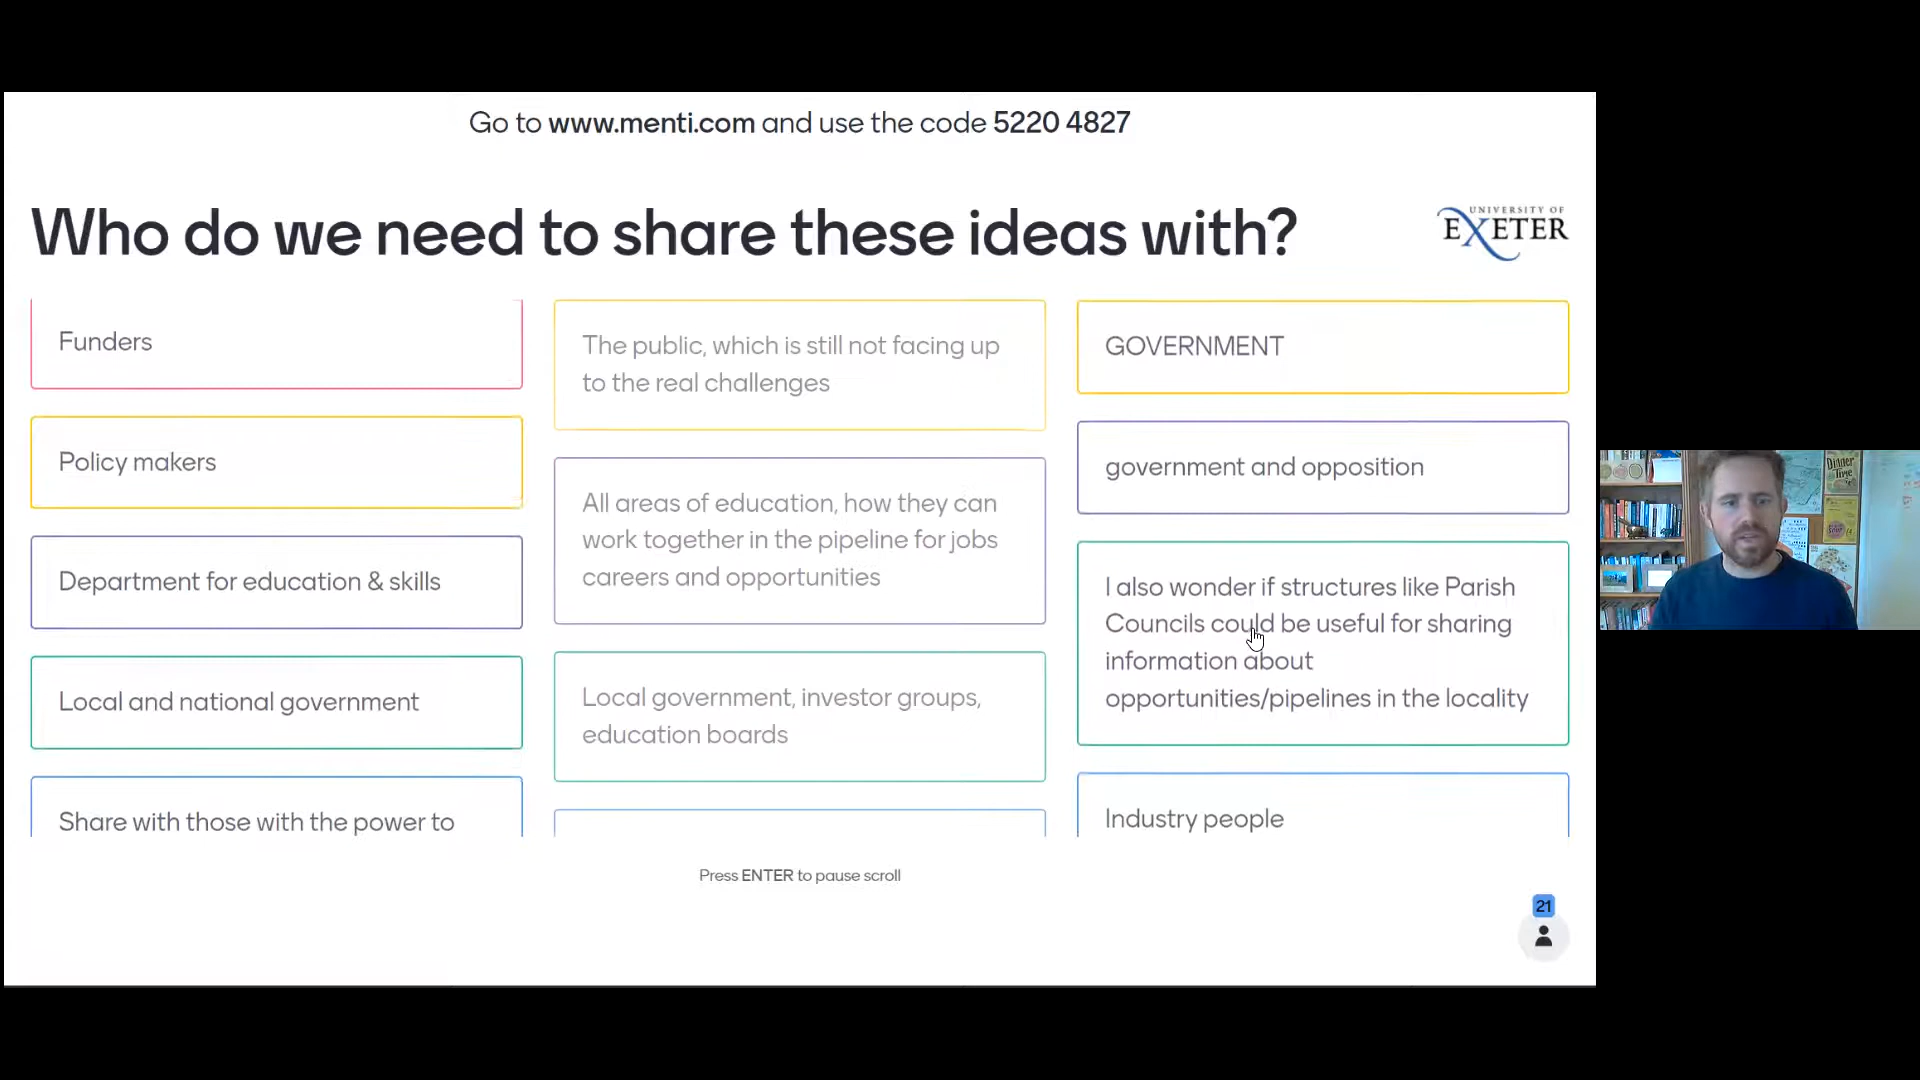 Go to www.menti.com and use the code 5220 4827
Who do we need to share these ideas with?
UNIVERSITY OF
EXETER
Funders
Policy makers
Department for education & skills
Local and national government
Share with those with the power to
The public, which is still not facing up
to the real challenges
All areas of education, how they can
work together in the pipeline for jobs
careers and opportunities
Local government, investor groups,
education boards
GOVERNMENT
government and opposition
I also wonder if structures like Parish
Councils could be useful for sharing
information about
opportunities/pipelines in the locality
Industry people
Press ENTER to pause scroll
21
Dinner
Time